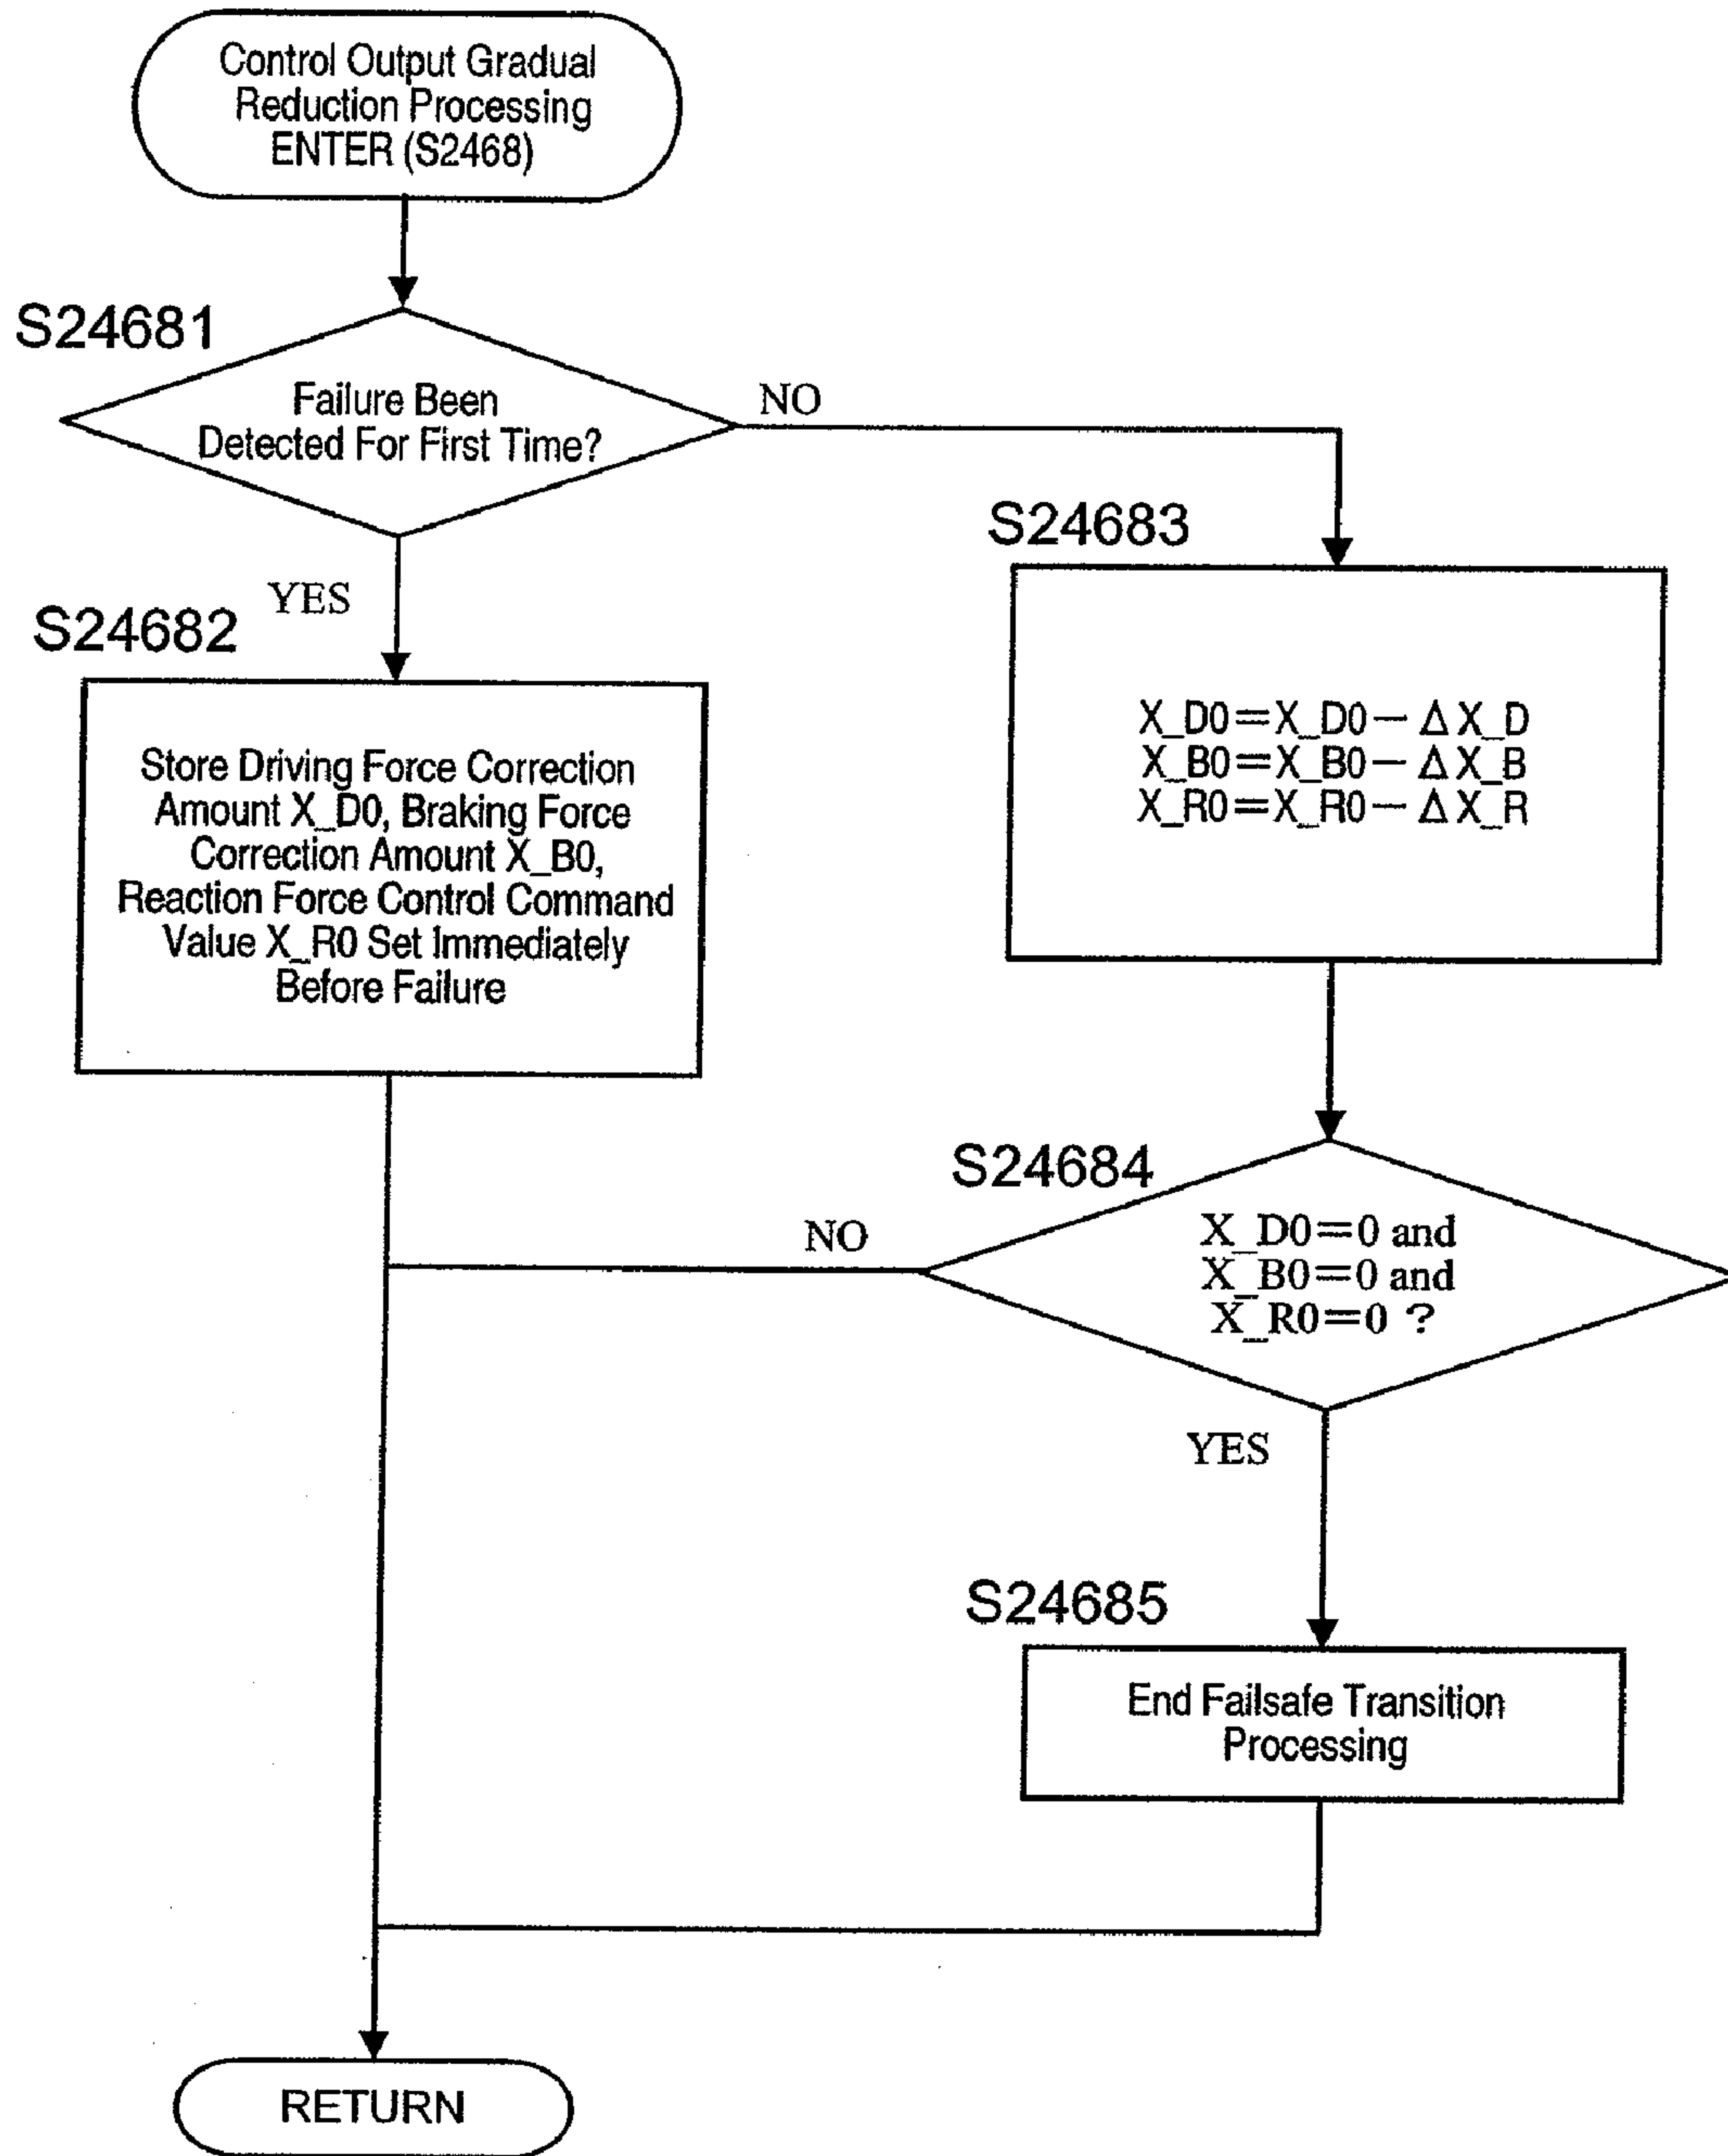 Control Output Gradual
Reduction Processing
ENTER (S2468)
S24681
Failure Been
Detected For First Time?
NO
YES
S24682
Store Driving Force Correction
Amount X_D0, Braking Force
Correction Amount X_B0,
Reaction Force Control Command
Value X_R0 Set Immediately
Before Failure
S24683
X_D0=X_D0-ΔX_D
X_B0=X_B0-ΔX_B
X_R0=X_R0-ΔX_R
S24684
X_D0=0 and
X_B0=0 and
X_R0=0 ?
NO
YES
S24685
End Failsafe Transition
Processing
RETURN